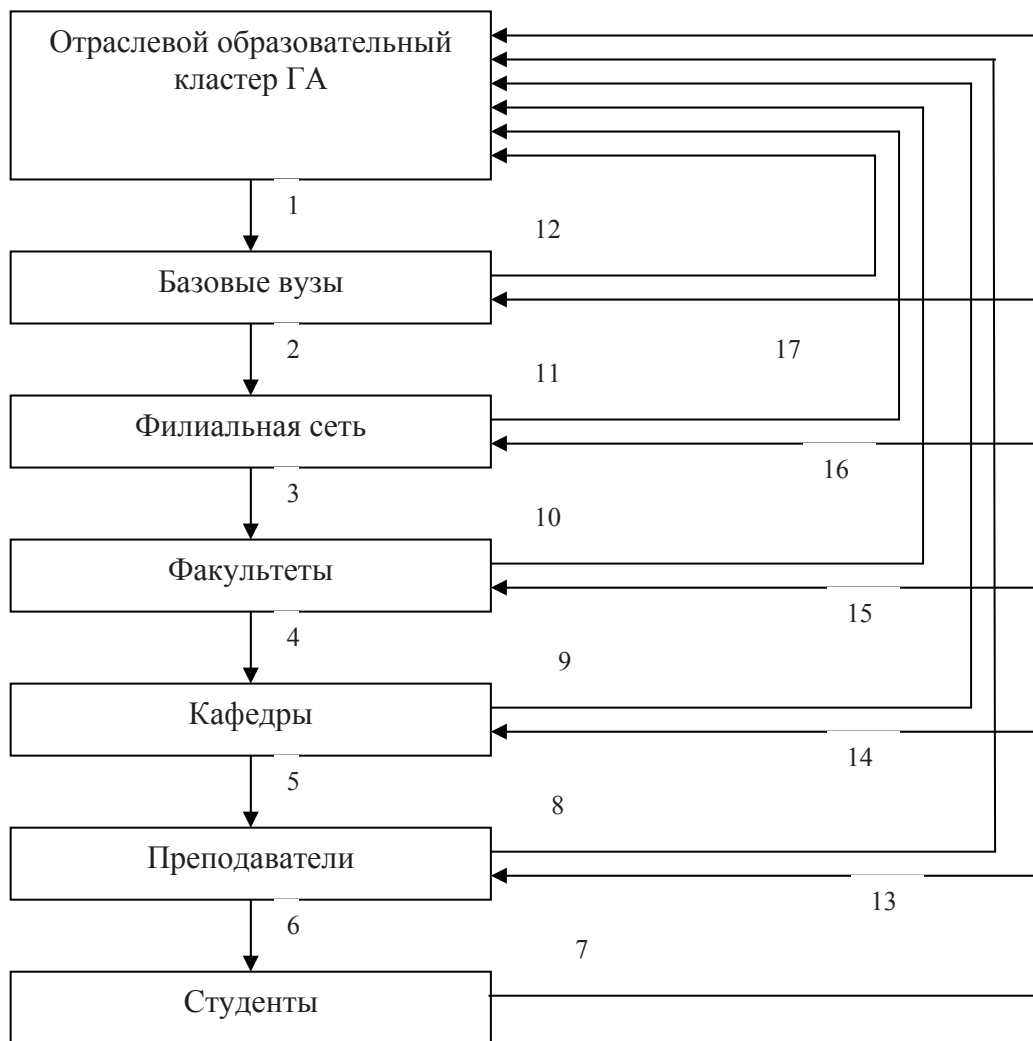 Отраслевой образовательный
кластер ГА
1
12
Базовые вузы
2
17
11
Филиальная сеть
3
16
10
Факультеты
4
15
9
Кафедры
5
14
8
Преподаватели
6
13
7
Студенты